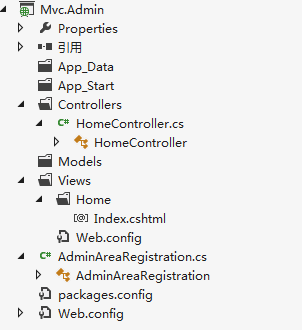 Mvc.Admin
Properties
引用
App_Data
App_Start
Controllers
C# HomeController.cs
HomeController
Models
Views
Home
[@] Index.cshtml
Web.config
C# AdminAreaRegistration.cs
AdminAreaRegistration
packages.config
Web.config